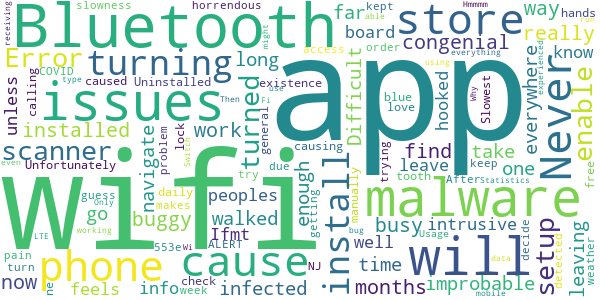 receiving slowness horrendous
COVID kept far way hands Hmmmm able
Bluetooth store
Error turning board congenial really
type caused Uninstalled access order know run
calling existence using experienced
unless issues Then might Fi blue love hooked Slowest Why everything
long Difficult everywhere Never enable
installed turned general use
scanner work lock app
Unfortunately problem causing trying find take
even navigate Switch try due tooth leave one
wifi enough install After keep Statistics free
guess Only daily peoples getting manually malware
go makes walked
buggy Ifmt busy intrusive decide setup leaving
LTE working 553e Wi ALERT NJ well Usage bug detected
pain phone cause time will weather
turn feels check months improbable
now info week infected data mobile